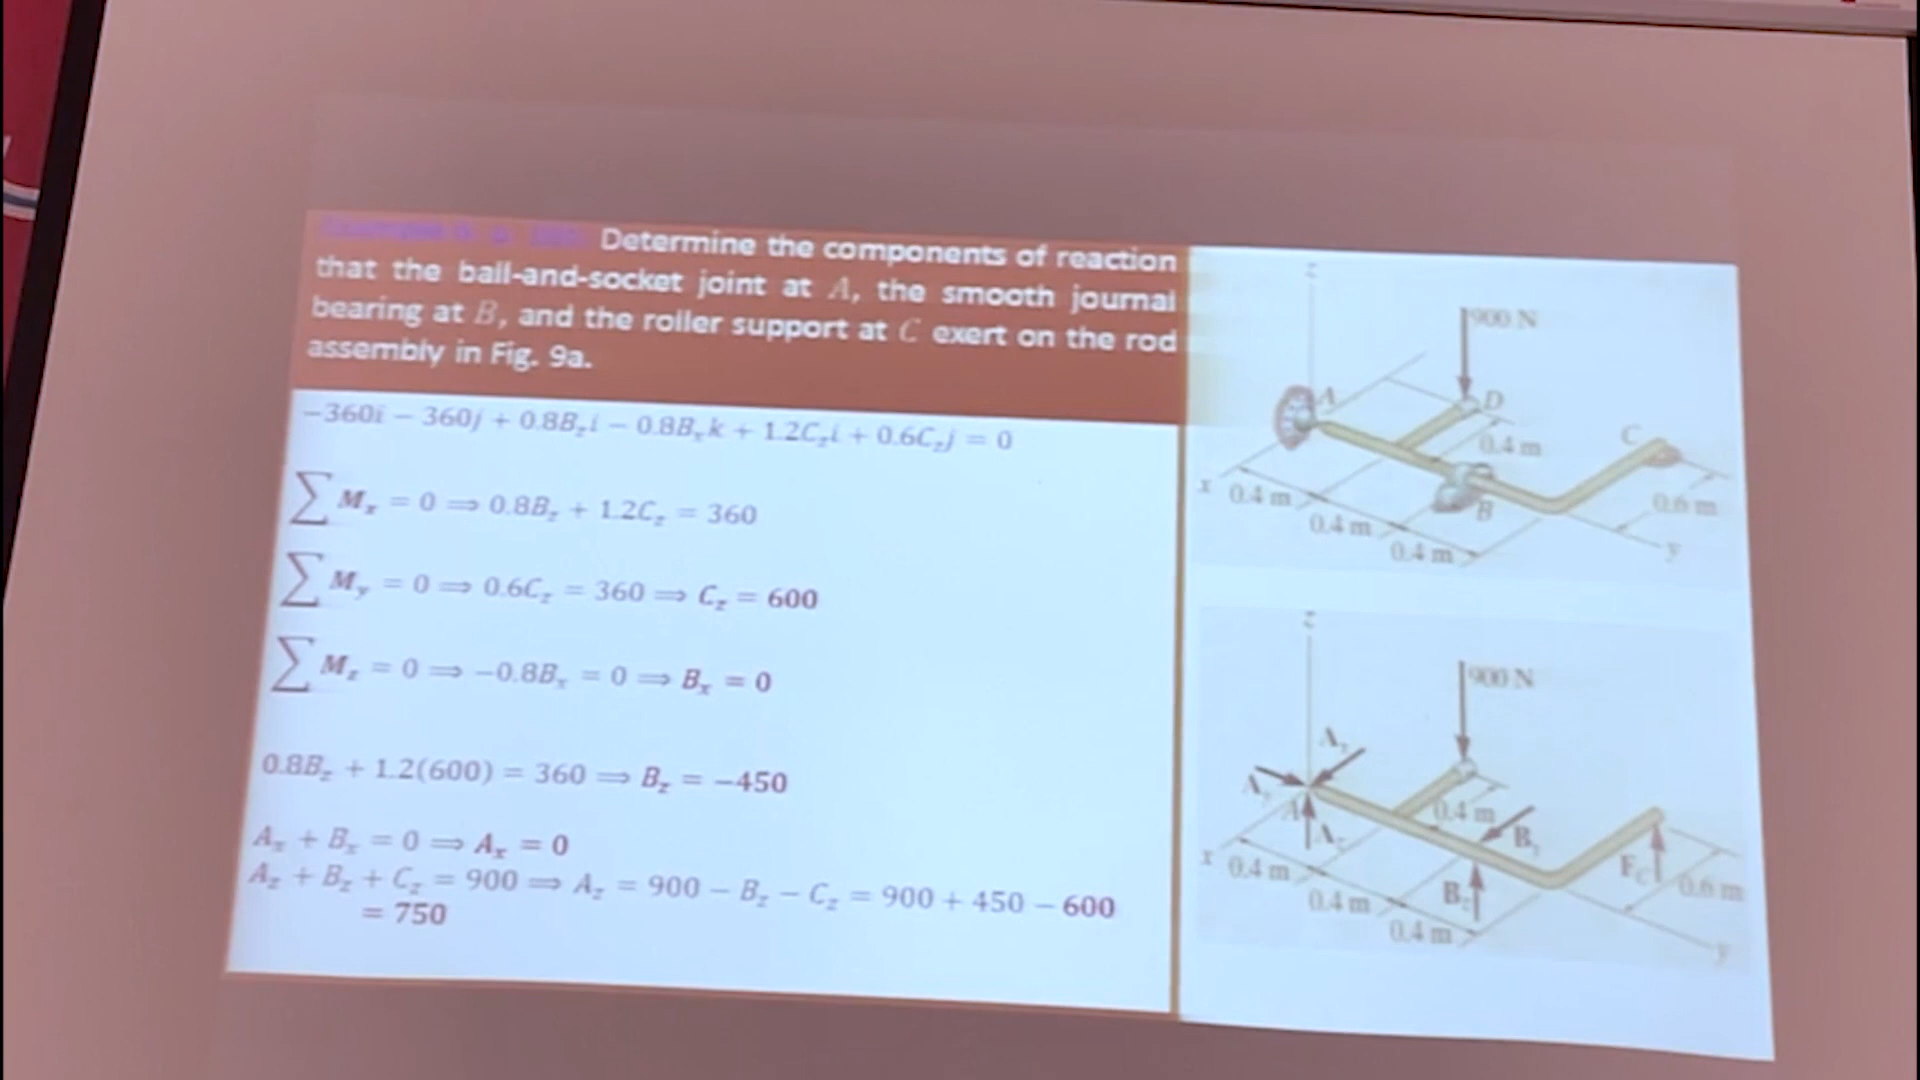 Determine the components of reaction
that the ball-and-socket joint at A, the smooth journal
bearing at B, and the roller support at C exert on the rod
assembly in Fig. 9a.
−360i − 360j + 0.8B_z i − 0.8B_x k + 1.2C_z i + 0.6C_z j = 0
∑ M_x = 0 ⟹ 0.8B_z + 1.2C_z = 360
∑ M_y = 0 ⟹ 0.6C_z = 360 ⟹ C_z = 600
∑ M_z = 0 ⟹ −0.8B_x = 0 ⟹ B_x = 0
0.8B_z + 1.2(600) = 360 ⟹ B_z = −450
A_x + B_x = 0 ⟹ A_x = 0
A_z + B_z + C_z = 900 ⟹ A_z = 900 − B_z − C_z = 900 + 450 − 600
= 750
z
900 N
A
D
C
0.4 m
x
0.4 m
B
0.6 m
0.4 m
0.4 m
y
z
900 N
A
0.4 m
B_z
F_C
x
0.4 m
0.6 m
0.4 m
0.4 m
y